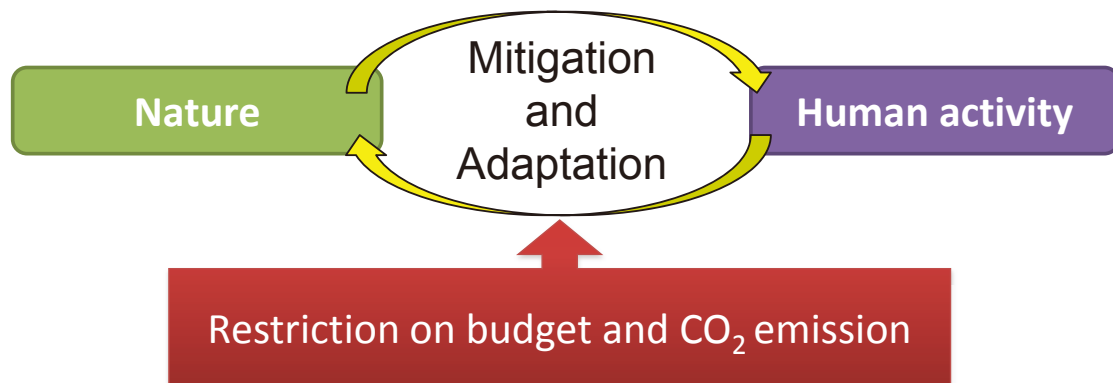 Mitigation
and
Adaptation
Nature
Human activity
Restriction on budget and CO₂ emission